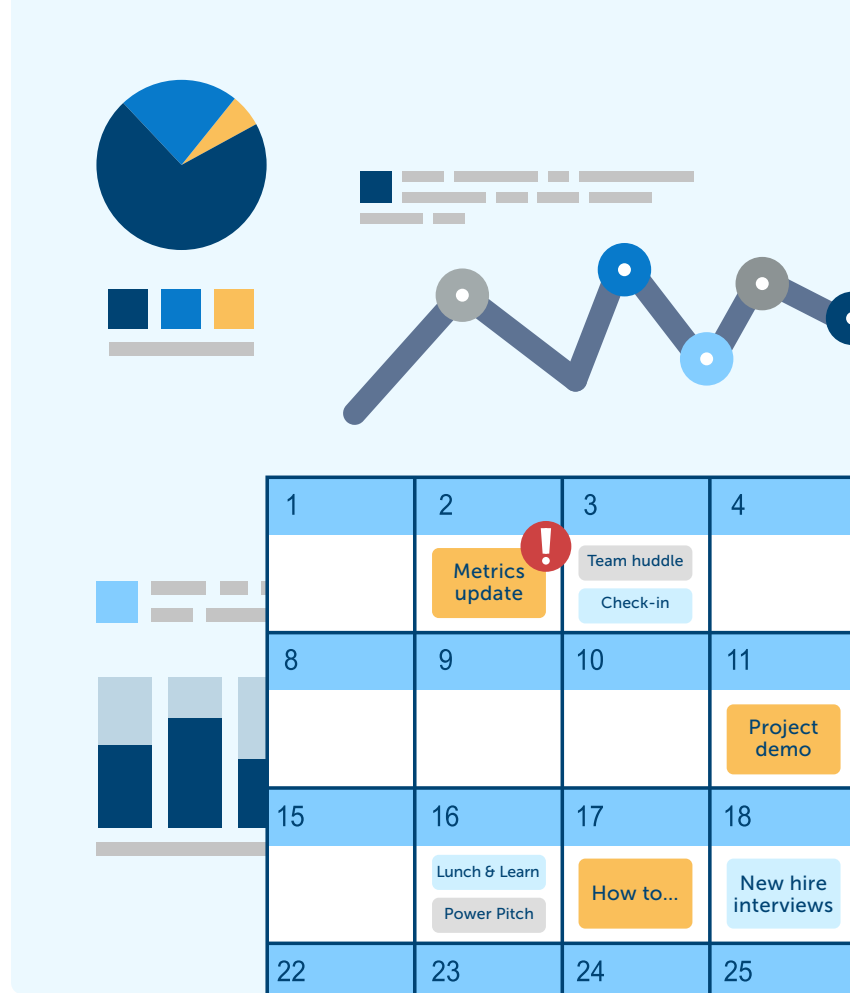 1
2
3
4
!
Metrics
update
Team huddle
Check-in
8
9
10
11
Project
demo
15
16
17
18
Lunch & Learn
Power Pitch
How to...
New hire
interviews
22
23
24
25